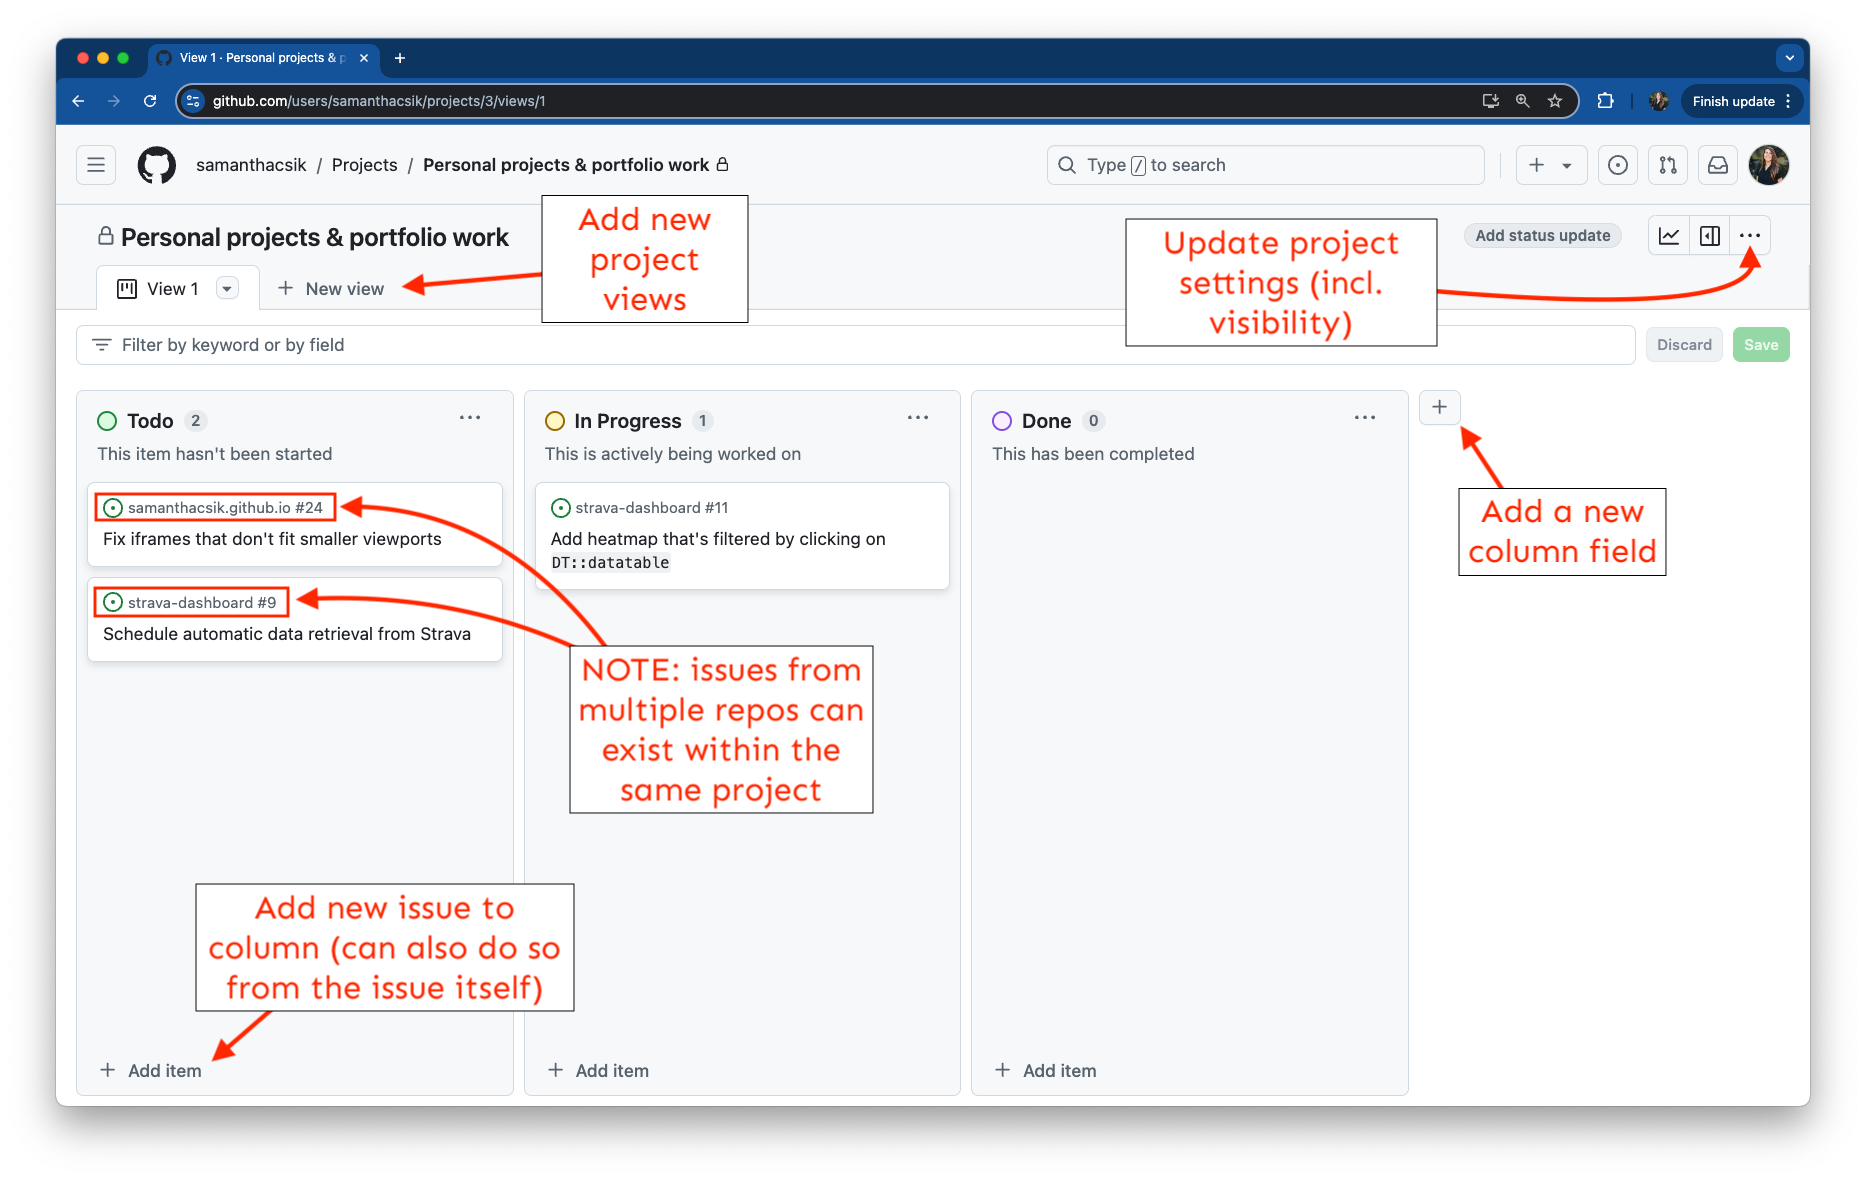 View 1 · Personal projects & p
github.com/users/samanthacsik/projects/3/views/1
Finish update
samanthacsik / Projects / Personal projects & portfolio work
Type / to search
Personal projects & portfolio work
Add status update
View 1
New view
Add new
project
views
Update project
settings (incl.
visibility)
Filter by keyword or by field
Discard
Save
Todo 2
This item hasn't been started
samanthacsik.github.io #24
Fix iframes that don't fit smaller viewports
strava-dashboard #9
Schedule automatic data retrieval from Strava
In Progress 1
This is actively being worked on
strava-dashboard #11
Add heatmap that's filtered by clicking on
DT::datatable
Done 0
This has been completed
Add a new
column field
NOTE: issues from
multiple repos can
exist within the
same project
Add new issue to
column (can also do so
from the issue itself)
Add item
Add item
Add item